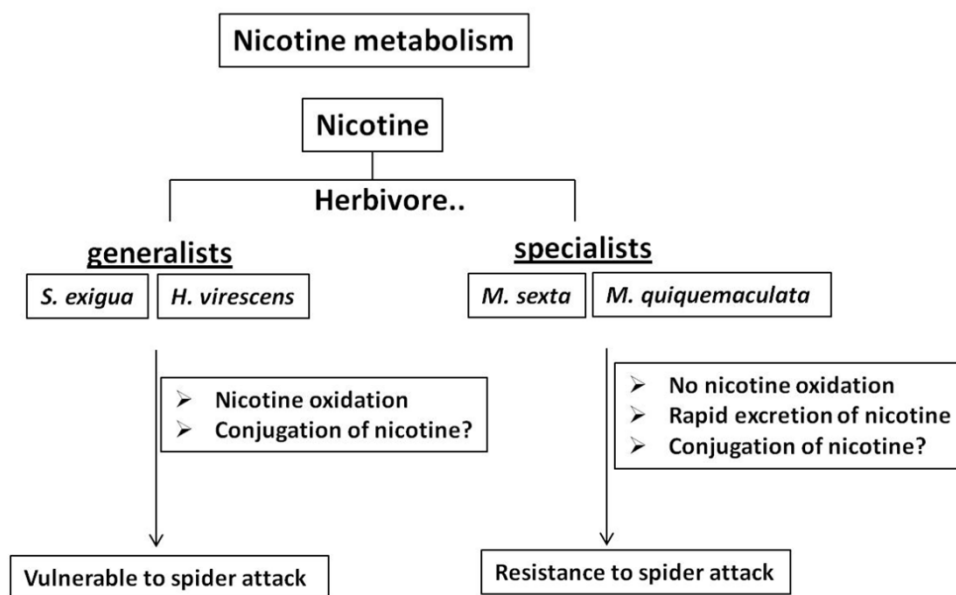 Nicotine metabolism
Nicotine
Herbivore..
generalists
specialists
S. exigua
H. virescens
M. sexta
M. quiquemaculata
➢ Nicotine oxidation
➢ Conjugation of nicotine?
➢ No nicotine oxidation
➢ Rapid excretion of nicotine
➢ Conjugation of nicotine?
Vulnerable to spider attack
Resistance to spider attack